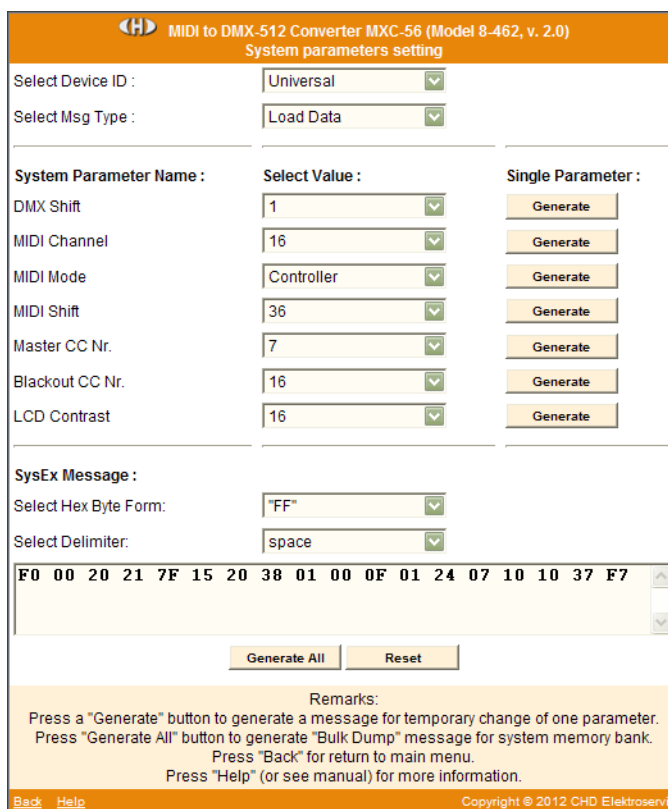 CHD MIDI to DMX-512 Converter MXC-56 (Model 8-462, v. 2.0)
System parameters setting
Select Device ID : Universal
Select Msg Type : Load Data
System Parameter Name : Select Value : Single Parameter :
DMX Shift 1 Generate
MIDI Channel 16 Generate
MIDI Mode Controller Generate
MIDI Shift 36 Generate
Master CC Nr. 7 Generate
Blackout CC Nr. 16 Generate
LCD Contrast 16 Generate
SysEx Message :
Select Hex Byte Form: "FF"
Select Delimiter: space
F0 00 20 21 7F 15 20 38 01 00 0F 01 24 07 10 10 37 F7
Generate All Reset
Remarks:
Press a "Generate" button to generate a message for temporary change of one parameter.
Press "Generate All" button to generate "Bulk Dump" message for system memory bank.
Press "Back" for return to main menu.
Press "Help" (or see manual) for more information.
Back Help Copyright © 2012 CHD Elektroserv